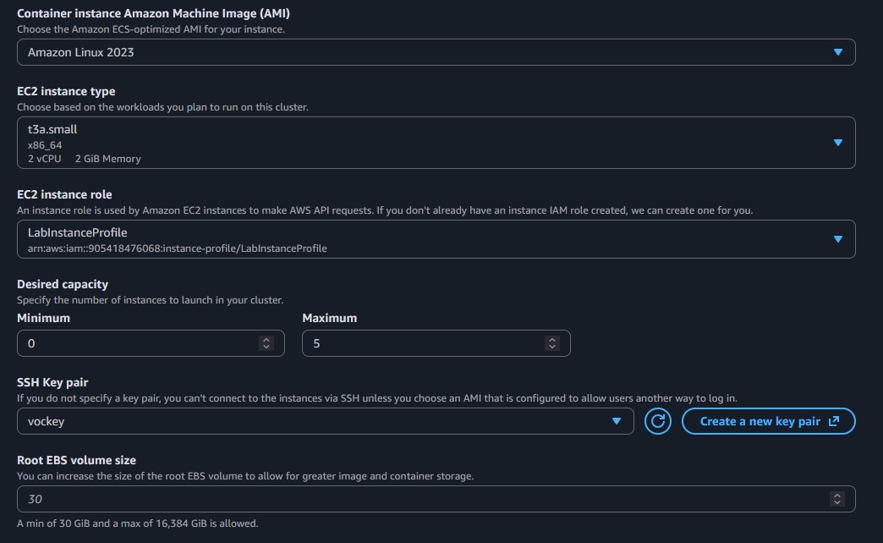 Container instance Amazon Machine Image (AMI)
Choose the Amazon ECS-optimized AMI for your instance.
Amazon Linux 2023
EC2 instance type
Choose based on the workloads you plan to run on this cluster.
t3a.small
x86_64
2 vCPU 2 GiB Memory
EC2 instance role
An instance role is used by Amazon EC2 instances to make AWS API requests. If you don't already have an instance IAM role created, we can create one for you.
LabInstanceProfile
arn:aws:iam::905418476068:instance-profile/LabInstanceProfile
Desired capacity
Specify the number of instances to launch in your cluster.
Minimum Maximum
0 5
SSH Key pair
If you do not specify a key pair, you can't connect to the instances via SSH unless you choose an AMI that is configured to allow users another way to log in.
vockey Create a new key pair
Root EBS volume size
You can increase the size of the root EBS volume to allow for greater image and container storage.
30
A min of 30 GiB and a max of 16,384 GiB is allowed.